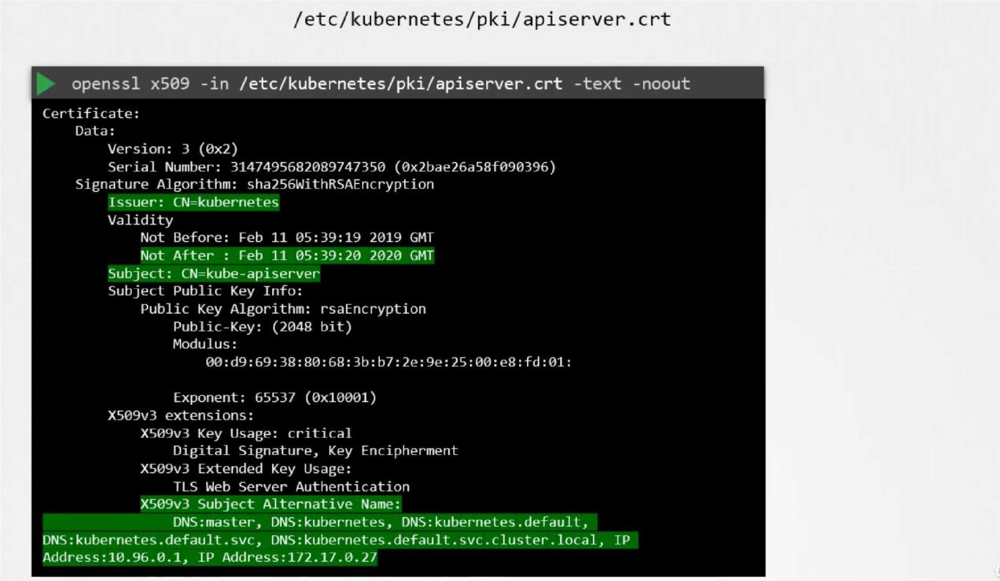 /etc/kubernetes/pki/apiserver.crt
openssl x509 -in /etc/kubernetes/pki/apiserver.crt -text -noout
Certificate:
Data:
Version: 3 (0x2)
Serial Number: 3147495682089747350 (0x2bae26a58f090396)
Signature Algorithm: sha256WithRSAEncryption
Issuer: CN=kubernetes
Validity
Not Before: Feb 11 05:39:19 2019 GMT
Not After : Feb 11 05:39:20 2020 GMT
Subject: CN=kube-apiserver
Subject Public Key Info:
Public Key Algorithm: rsaEncryption
Public-Key: (2048 bit)
Modulus:
00:d9:69:38:80:68:3b:b7:2e:9e:25:00:e8:fd:01:
Exponent: 65537 (0x10001)
X509v3 extensions:
X509v3 Key Usage: critical
Digital Signature, Key Encipherment
X509v3 Extended Key Usage:
TLS Web Server Authentication
X509v3 Subject Alternative Name:
DNS:master, DNS:kubernetes, DNS:kubernetes.default,
DNS:kubernetes.default.svc, DNS:kubernetes.default.svc.cluster.local, IP
Address:10.96.0.1, IP Address:172.17.0.27